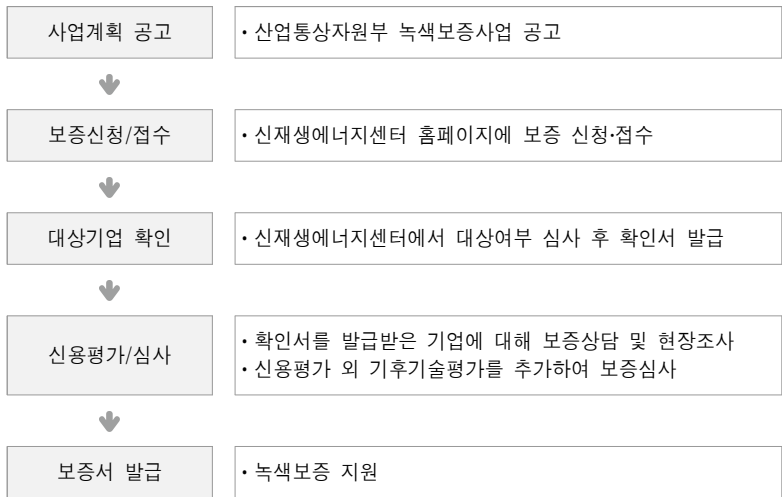 사업계획 공고
• 산업통상자원부 녹색보증사업 공고
보증신청/접수
• 신재생에너지센터 홈페이지에 보증 신청·접수
대상기업 확인
• 신재생에너지센터에서 대상여부 심사 후 확인서 발급
신용평가/심사
• 확인서를 발급받은 기업에 대해 보증상담 및 현장조사
• 신용평가 외 기후기술평가를 추가하여 보증심사
보증서 발급
• 녹색보증 지원